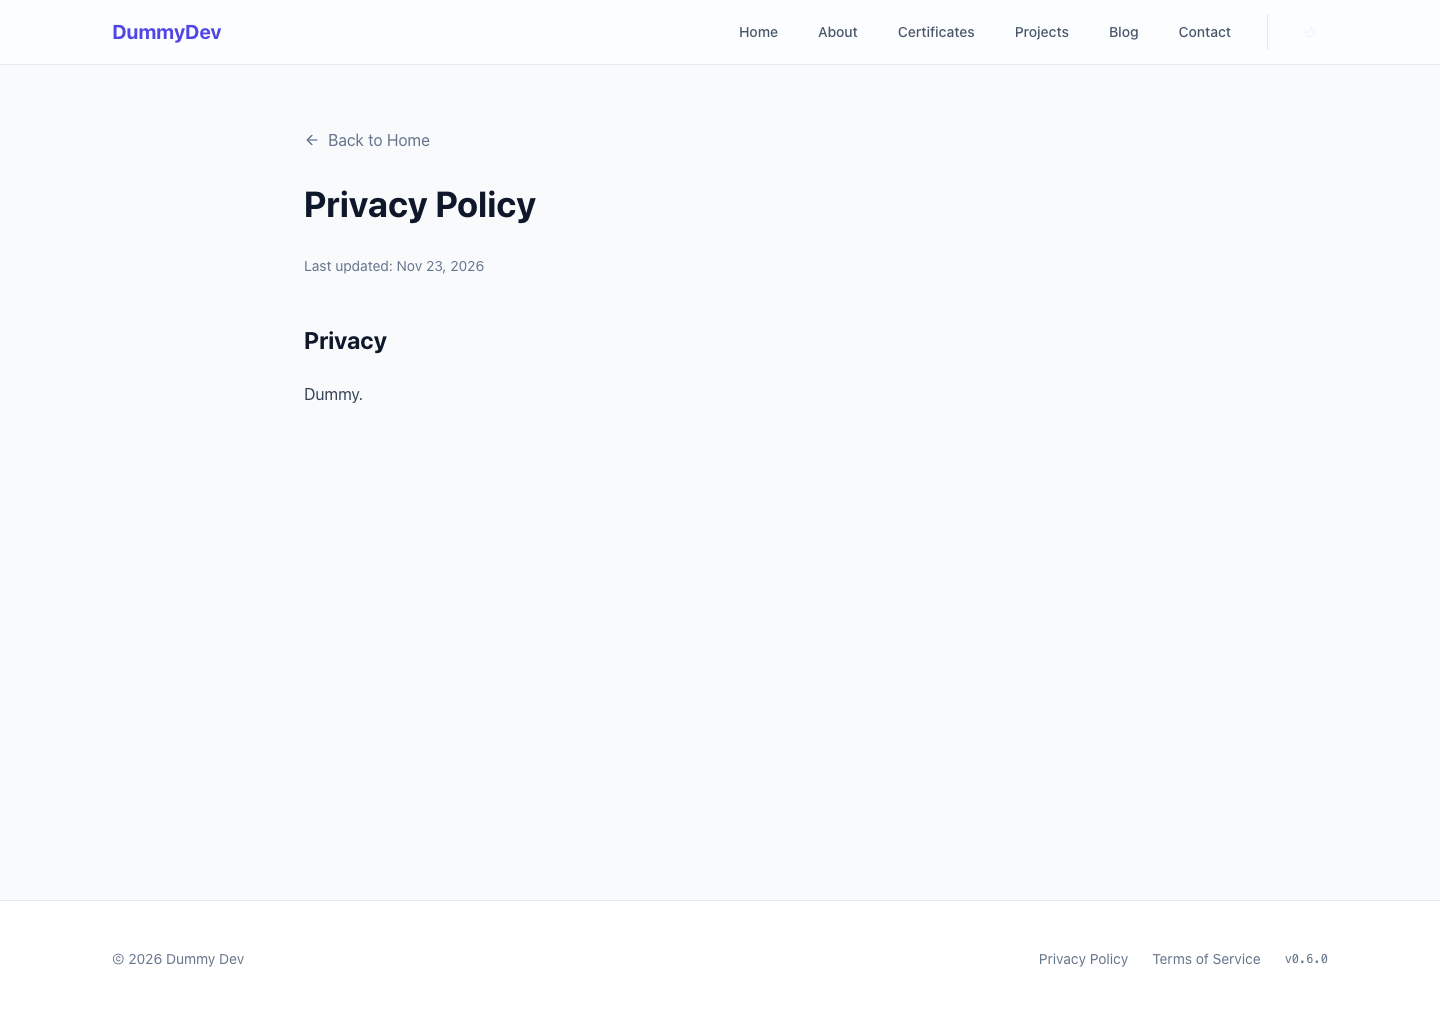 DummyDev
Home About Certificates Projects Blog Contact
Back to Home
Privacy Policy
Last updated: Nov 23, 2026
Privacy
Dummy.
© 2026 Dummy Dev
Privacy Policy Terms of Service v0.6.0